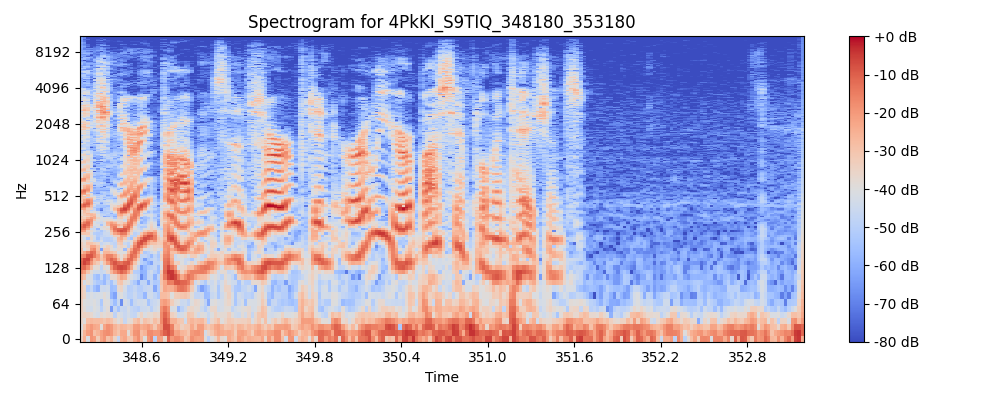 Spectrogram for 4PkKI_S9TIQ_348180_353180
Hz
8192
4096
2048
1024
512
256
128
64
0
348.6 349.2 349.8 350.4 351.0 351.6 352.2 352.8
Time
+0 dB
-10 dB
-20 dB
-30 dB
-40 dB
-50 dB
-60 dB
-70 dB
-80 dB